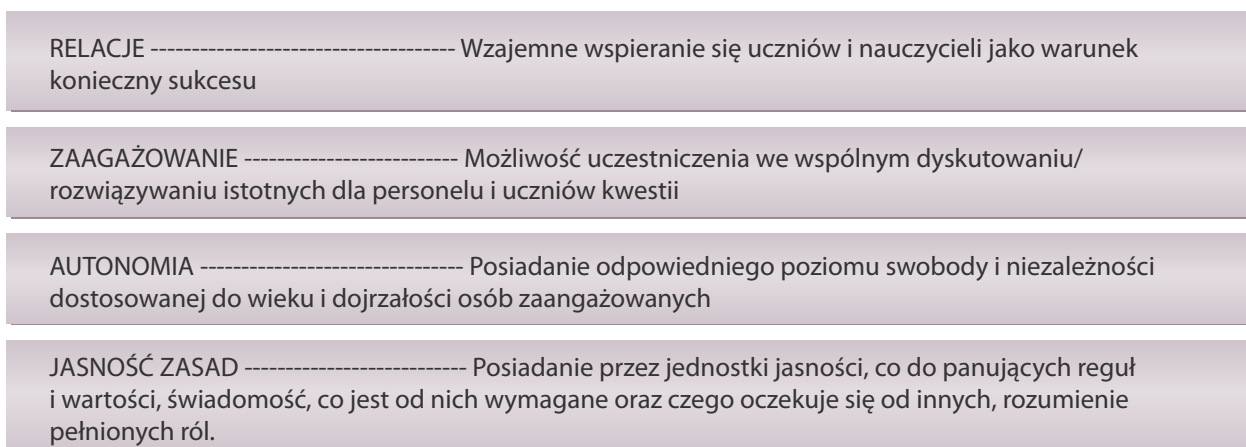 RELACJE ------------------------------------- Wzajemne wspieranie się uczniów i nauczycieli jako warunek
konieczny sukcesu
ZAAGAŻOWANIE -------------------------- Możliwość uczestniczenia we wspólnym dyskutowaniu/
rozwiązywaniu istotnych dla personelu i uczniów kwestii
AUTONOMIA -------------------------------- Posiadanie odpowiedniego poziomu swobody i niezależności
dostosowanej do wieku i dojrzałości osób zaangażowanych
JASNOŚĆ ZASAD --------------------------- Posiadanie przez jednostki jasności, co do panujących reguł
i wartości, świadomość, co jest od nich wymagane oraz czego oczekuje się od innych, rozumienie
pełnionych ról.